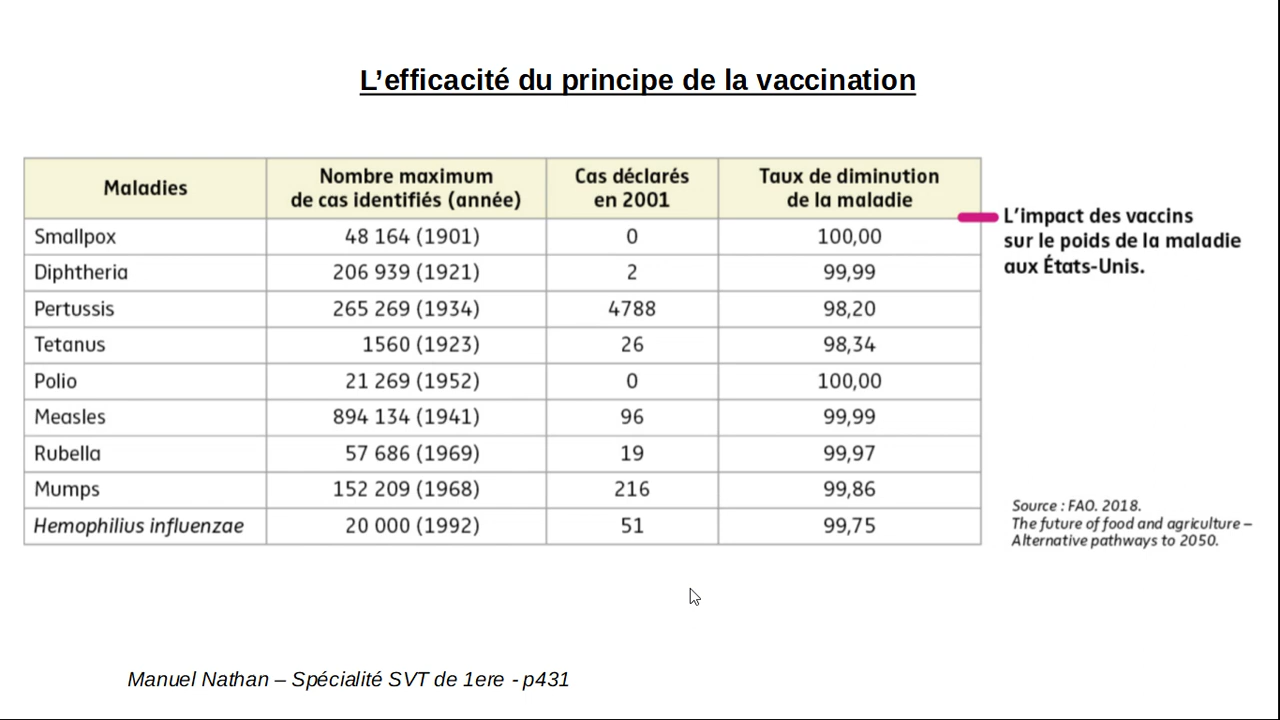 L’efficacité du principe de la vaccination
Maladies
Nombre maximum
de cas identifiés (année)
Cas déclarés
en 2001
Taux de diminution
de la maladie
Smallpox 48 164 (1901) 0 100,00
Diphtheria 206 939 (1921) 2 99,99
Pertussis 265 269 (1934) 4788 98,20
Tetanus 1560 (1923) 26 98,34
Polio 21 269 (1952) 0 100,00
Measles 894 134 (1941) 96 99,99
Rubella 57 686 (1969) 19 99,97
Mumps 152 209 (1968) 216 99,86
Hemophilius influenzae 20 000 (1992) 51 99,75
L’impact des vaccins
sur le poids de la maladie
aux États-Unis.
Source : FAO. 2018.
The future of food and agriculture –
Alternative pathways to 2050.
Manuel Nathan – Spécialité SVT de 1ere - p431